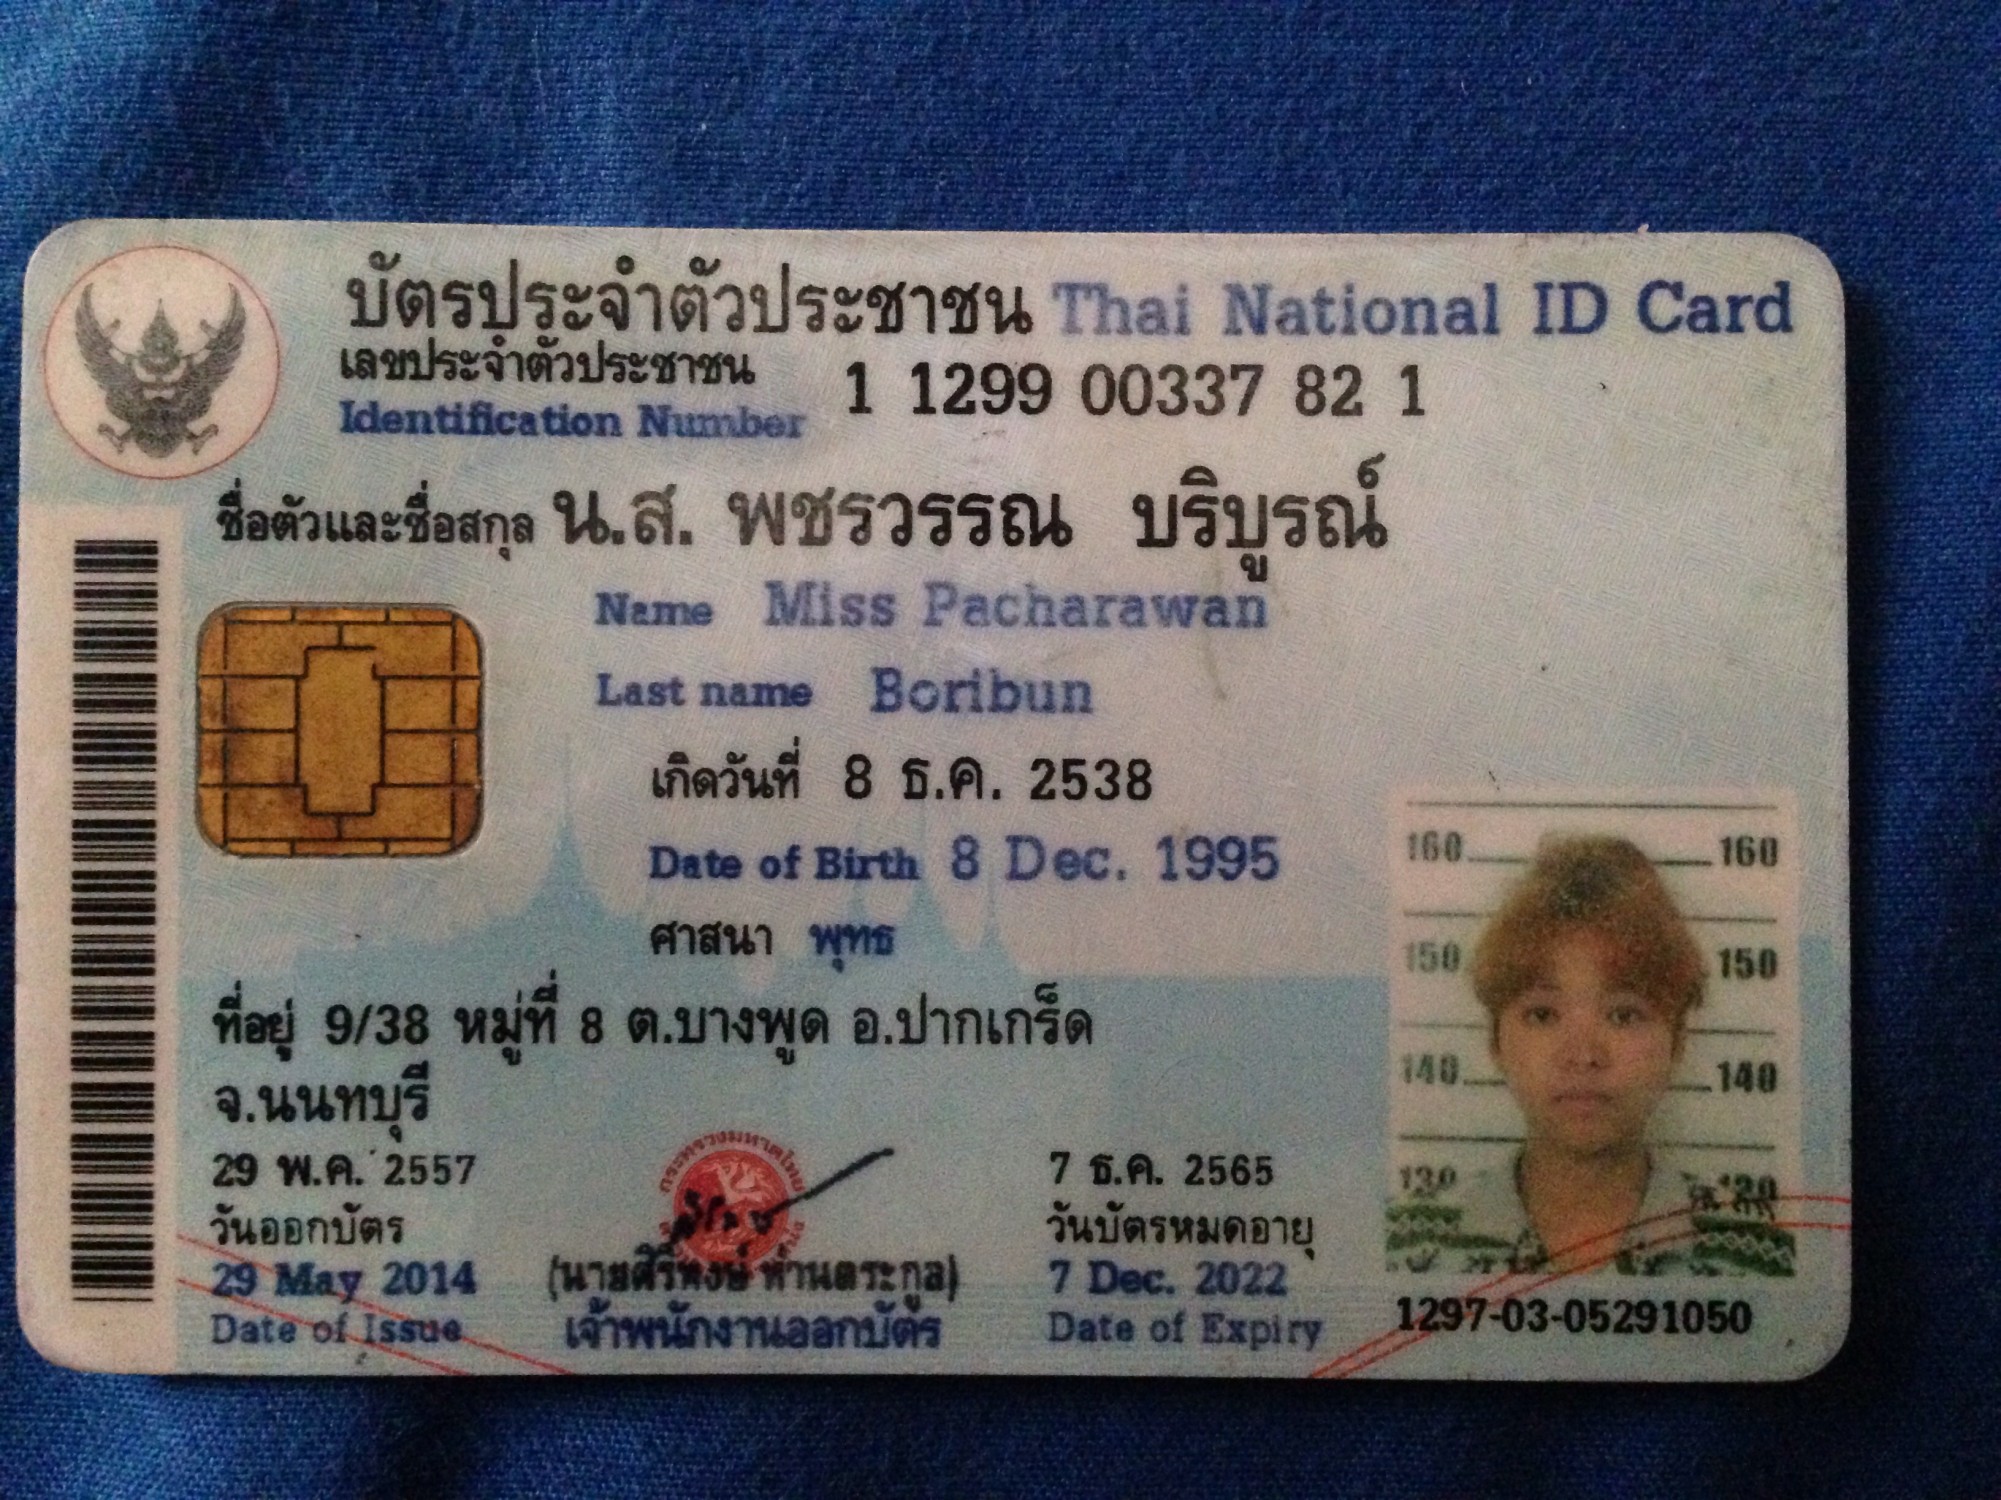 บัตรประจำตัวประชาชน Thai National ID Card
เลขประจำตัวประชาชน
Identification Number
1 1299 00337 82 1
ชื่อตัวและชื่อสกุล น.ส. พชรวรรณ บริบูรณ์
Name Miss Pacharawan
Last name Boribun
เกิดวันที่ 8 ธ.ค. 2538
Date of Birth 8 Dec. 1995
ศาสนา พุทธ
ที่อยู่ 9/38 หมู่ที่ 8 ต.บางพูด อ.ปากเกร็ด
จ.นนทบุรี
29 พ.ค. 2557
วันออกบัตร
29 May 2014
Date of Issue
กระทรวงมหาดไทย
เจ้าพนักงานออกบัตร
7 ธ.ค. 2565
วันบัตรหมดอายุ
7 Dec. 2022
Date of Expiry
160 160
150 150
140 140
130
1297-03-05291050